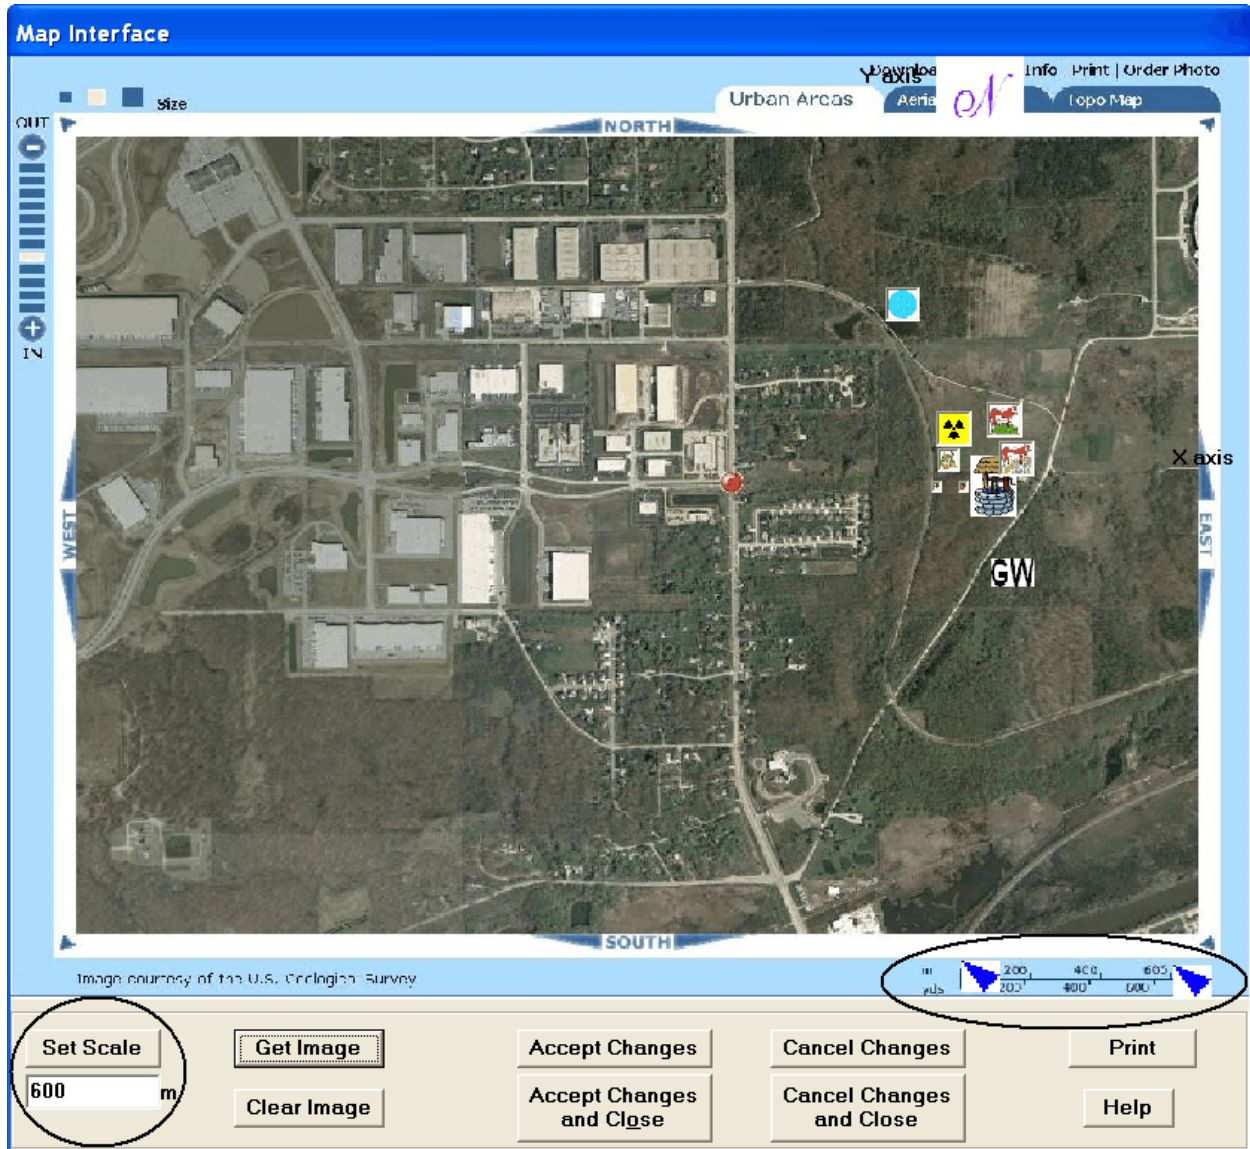 Map Interface
Info Print | Order Photo
Y axis
Size
Urban Areas
N
Topo Map
OUT
NORTH
IN
X axis
WEST
EAST
GW
SOUTH
Image courtesy of the U.S. Geological Survey
m 200 400 600
yds 200 400 600
Set Scale
Get Image
Accept Changes
Cancel Changes
Print
600 m
Clear Image
Accept Changes
and Close
Cancel Changes
and Close
Help